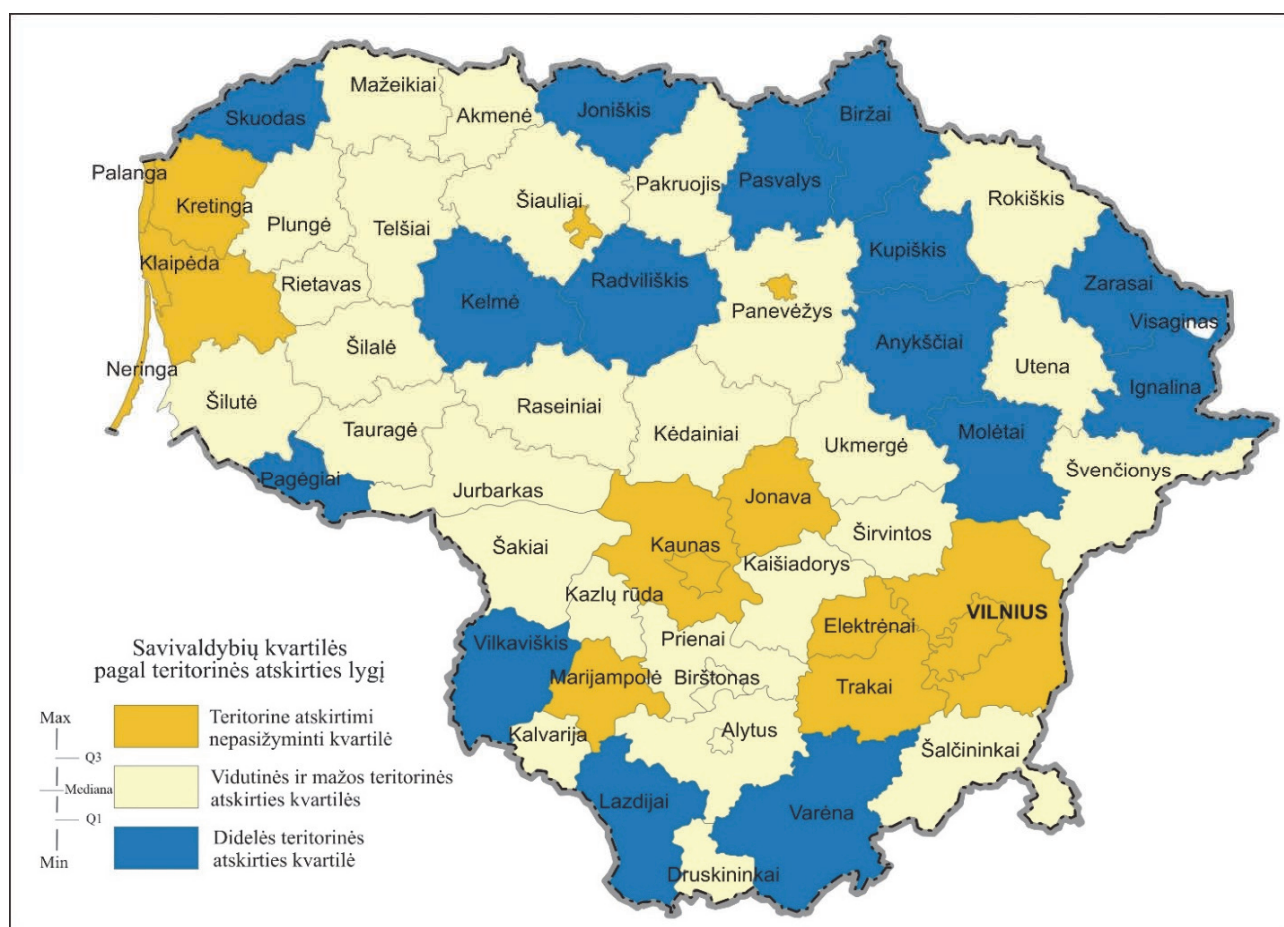 Mažeikiai
Skuodas
Akmenė
Joniškis
Biržai
Palanga
Kretinga
Plungė
Telšiai
Šiauliai
Pakruojis
Pasvalys
Rokiškis
Klaipėda
Rietavas
Kelmė
Radviliškis
Kupiškis
Zarasai
Panevėžys
Visaginas
Neringa
Šilalė
Anykščiai
Utena
Ignalina
Šilutė
Tauragė
Raseiniai
Kėdainiai
Ukmergė
Molėtai
Švenčionys
Pagėgiai
Jurbarkas
Jonava
Šakiai
Kaunas
Širvintos
Kaišiadorys
Kazlų rūda
VILNIUS
Vilkaviškis
Prienai
Elektrėnai
Marijampolė
Birštonas
Trakai
Kalvarija
Alytus
Šalčininkai
Lazdijai
Varėna
Druskininkai
Savivaldybių kvartilės
pagal teritorinės atskirties lygį
Max
Q3
Mediana
Q1
Min
Teritorine atskirtimi
nepasižyminti kvartilė
Vidutinės ir mažos teritorinės
atskirties kvartilės
Didelės teritorinės
atskirties kvartilė